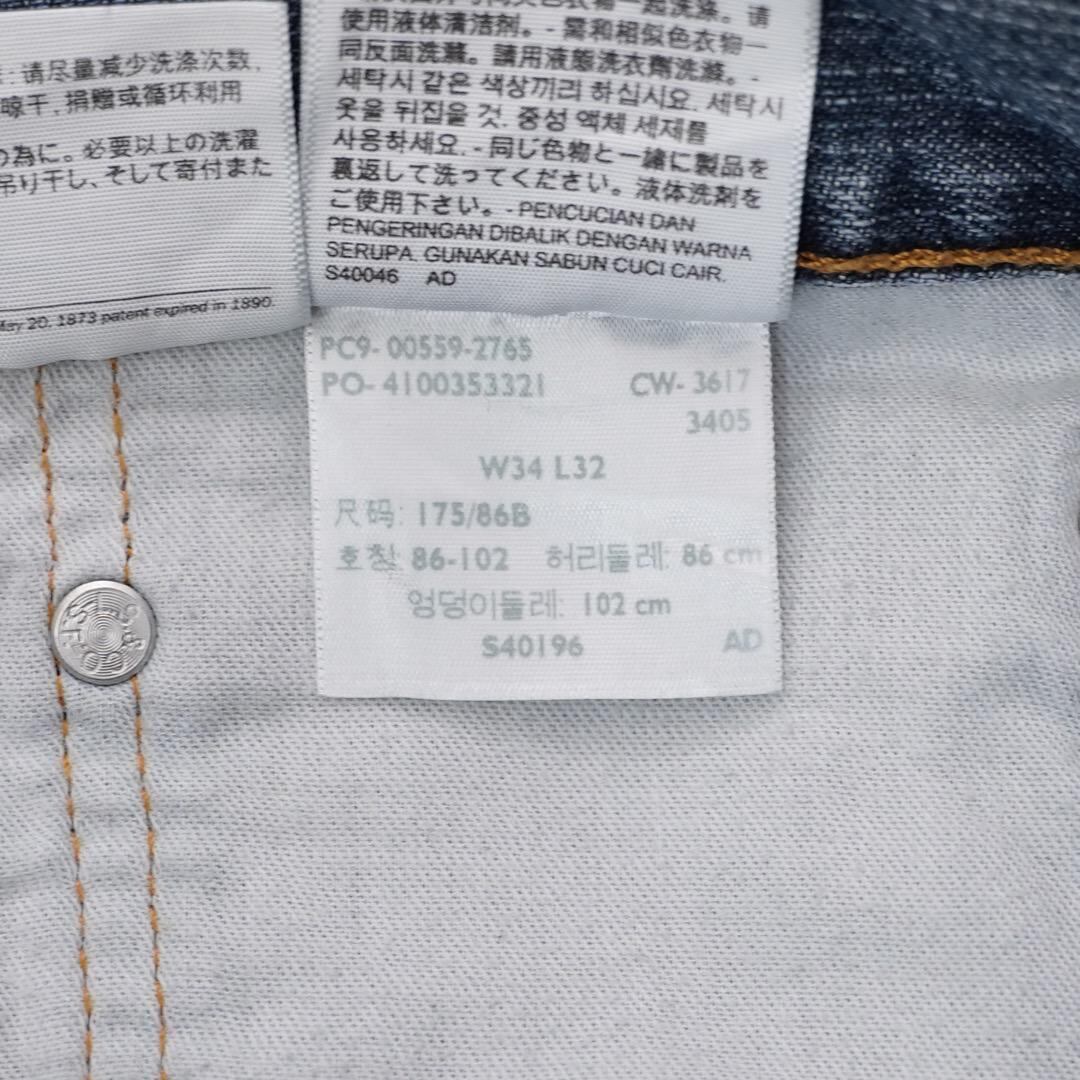 请尽量减少洗涤次数,
晾干, 捐贈或循环利用
の為に。必要以上の洗濯
吊り干し、そして寄付また
May 20, 1873 patent expired in 1890
一起洗涤。请
使用液体清洁剂。- 需和相似色衣物一
同反面洗滌。請用液態洗衣劑洗滌。-
세탁시 같은 색상끼리 하십시요. 세탁시
옷을 뒤집을 것. 중성 액체 세제를
사용하세요. - 同じ色物と一緒に製品を
裏返して洗ってください。液体洗剤を
ご使用下さい。- PENCUCIAN DAN
PENGERINGAN DIBALIK DENGAN WARNA
SERUPA. GUNAKAN SABUN CUCI CAIR.
S40046 AD
PC9- 00559-2765
PO- 4100353321 CW- 3617
3405
W34 L32
尺码: 175/86B
호칭: 86-102 허리둘레: 86 cm
엉덩이둘레: 102 cm
S40196 AD